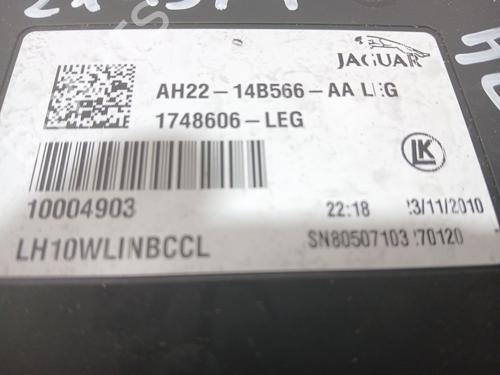 JAGUAR
AH22-14B566-AA LEG
1748606-LEG
LK
10004903
22:18
LH10WLINBCCL